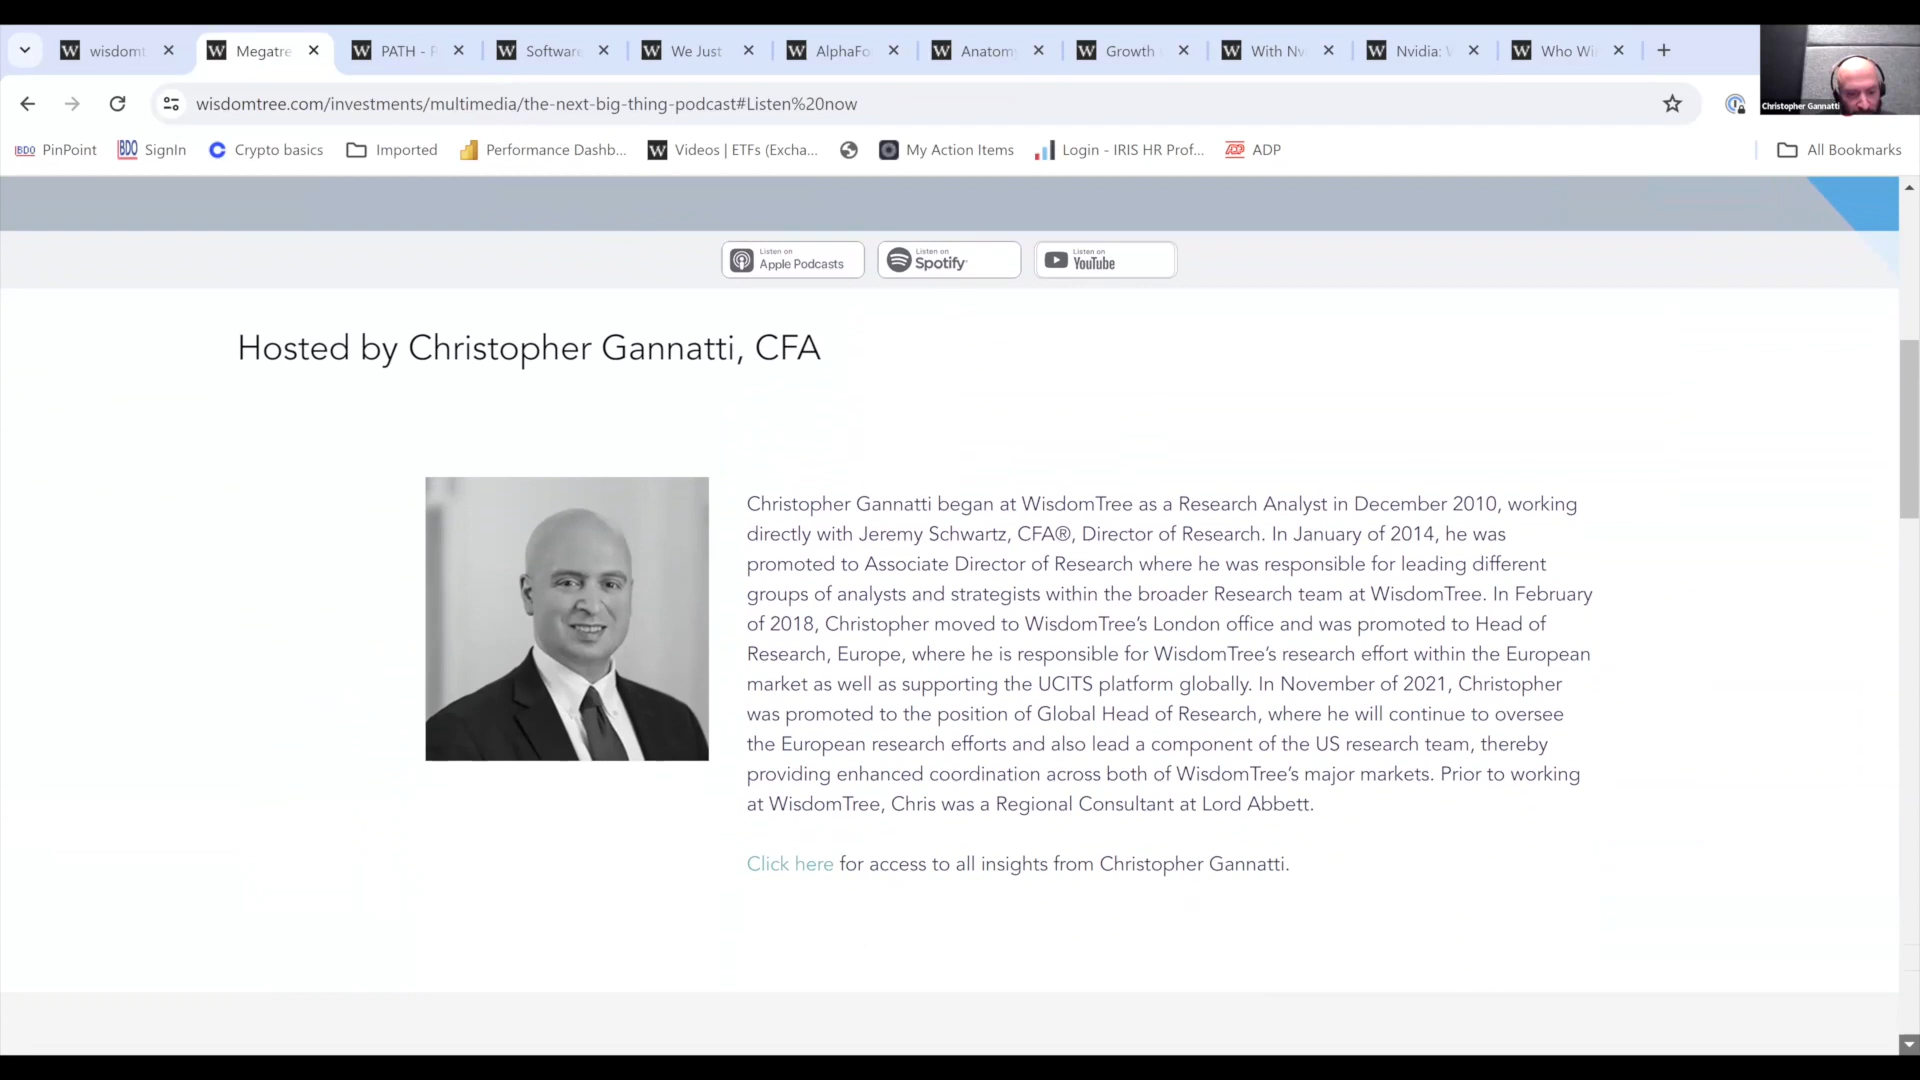 wisdomt
Megatre
PATH -
Software
We Just
AlphaFo
Anatom
Growth
With Nv
Nvidia:
Who Wi
wisdomtree.com/investments/multimedia/the-next-big-thing-podcast#Listen%20now
Christopher Gannatti
BDO PinPoint
BDO SignIn
Crypto basics
Imported
Performance Dashb...
Videos | ETFs (Excha...
My Action Items
Login - IRIS HR Prof...
ADP
All Bookmarks
Listen on
Apple Podcasts
Listen on
Spotify
Listen on
YouTube
Hosted by Christopher Gannatti, CFA
Christopher Gannatti began at WisdomTree as a Research Analyst in December 2010, working
directly with Jeremy Schwartz, CFA®, Director of Research. In January of 2014, he was
promoted to Associate Director of Research where he was responsible for leading different
groups of analysts and strategists within the broader Research team at WisdomTree. In February
of 2018, Christopher moved to WisdomTree’s London office and was promoted to Head of
Research, Europe, where he is responsible for WisdomTree’s research effort within the European
market as well as supporting the UCITS platform globally. In November of 2021, Christopher
was promoted to the position of Global Head of Research, where he will continue to oversee
the European research efforts and also lead a component of the US research team, thereby
providing enhanced coordination across both of WisdomTree’s major markets. Prior to working
at WisdomTree, Chris was a Regional Consultant at Lord Abbett.
Click here for access to all insights from Christopher Gannatti.